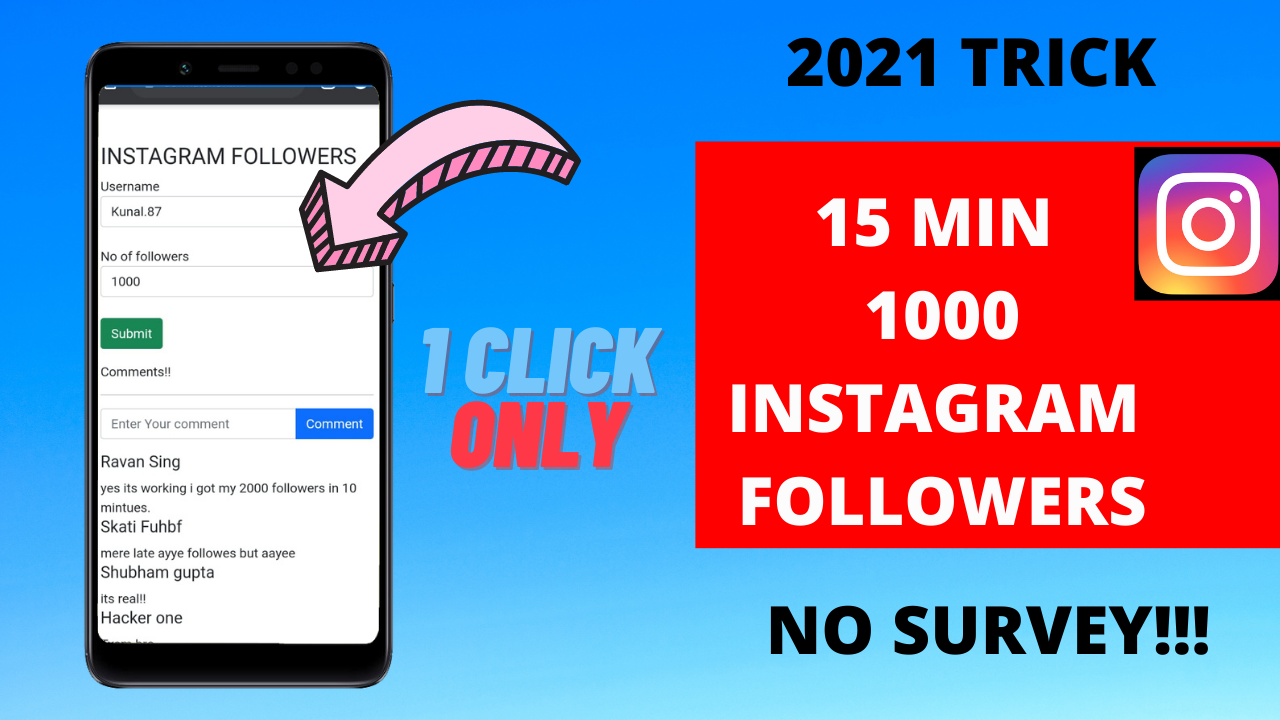 2021 TRICK
INSTAGRAM FOLLOWERS
Username
Kunal.87
No of followers
1000
Submit
Comments!!
Enter Your comment
Comment
Ravan Sing
yes its working i got my 2000 followers in 10
mintues.
Skati Fuhbf
mere late ayye followes but aayee
Shubham gupta
its real!!
Hacker one
1 CLICK
ONLY
15 MIN
1000
INSTAGRAM
FOLLOWERS
NO SURVEY!!!